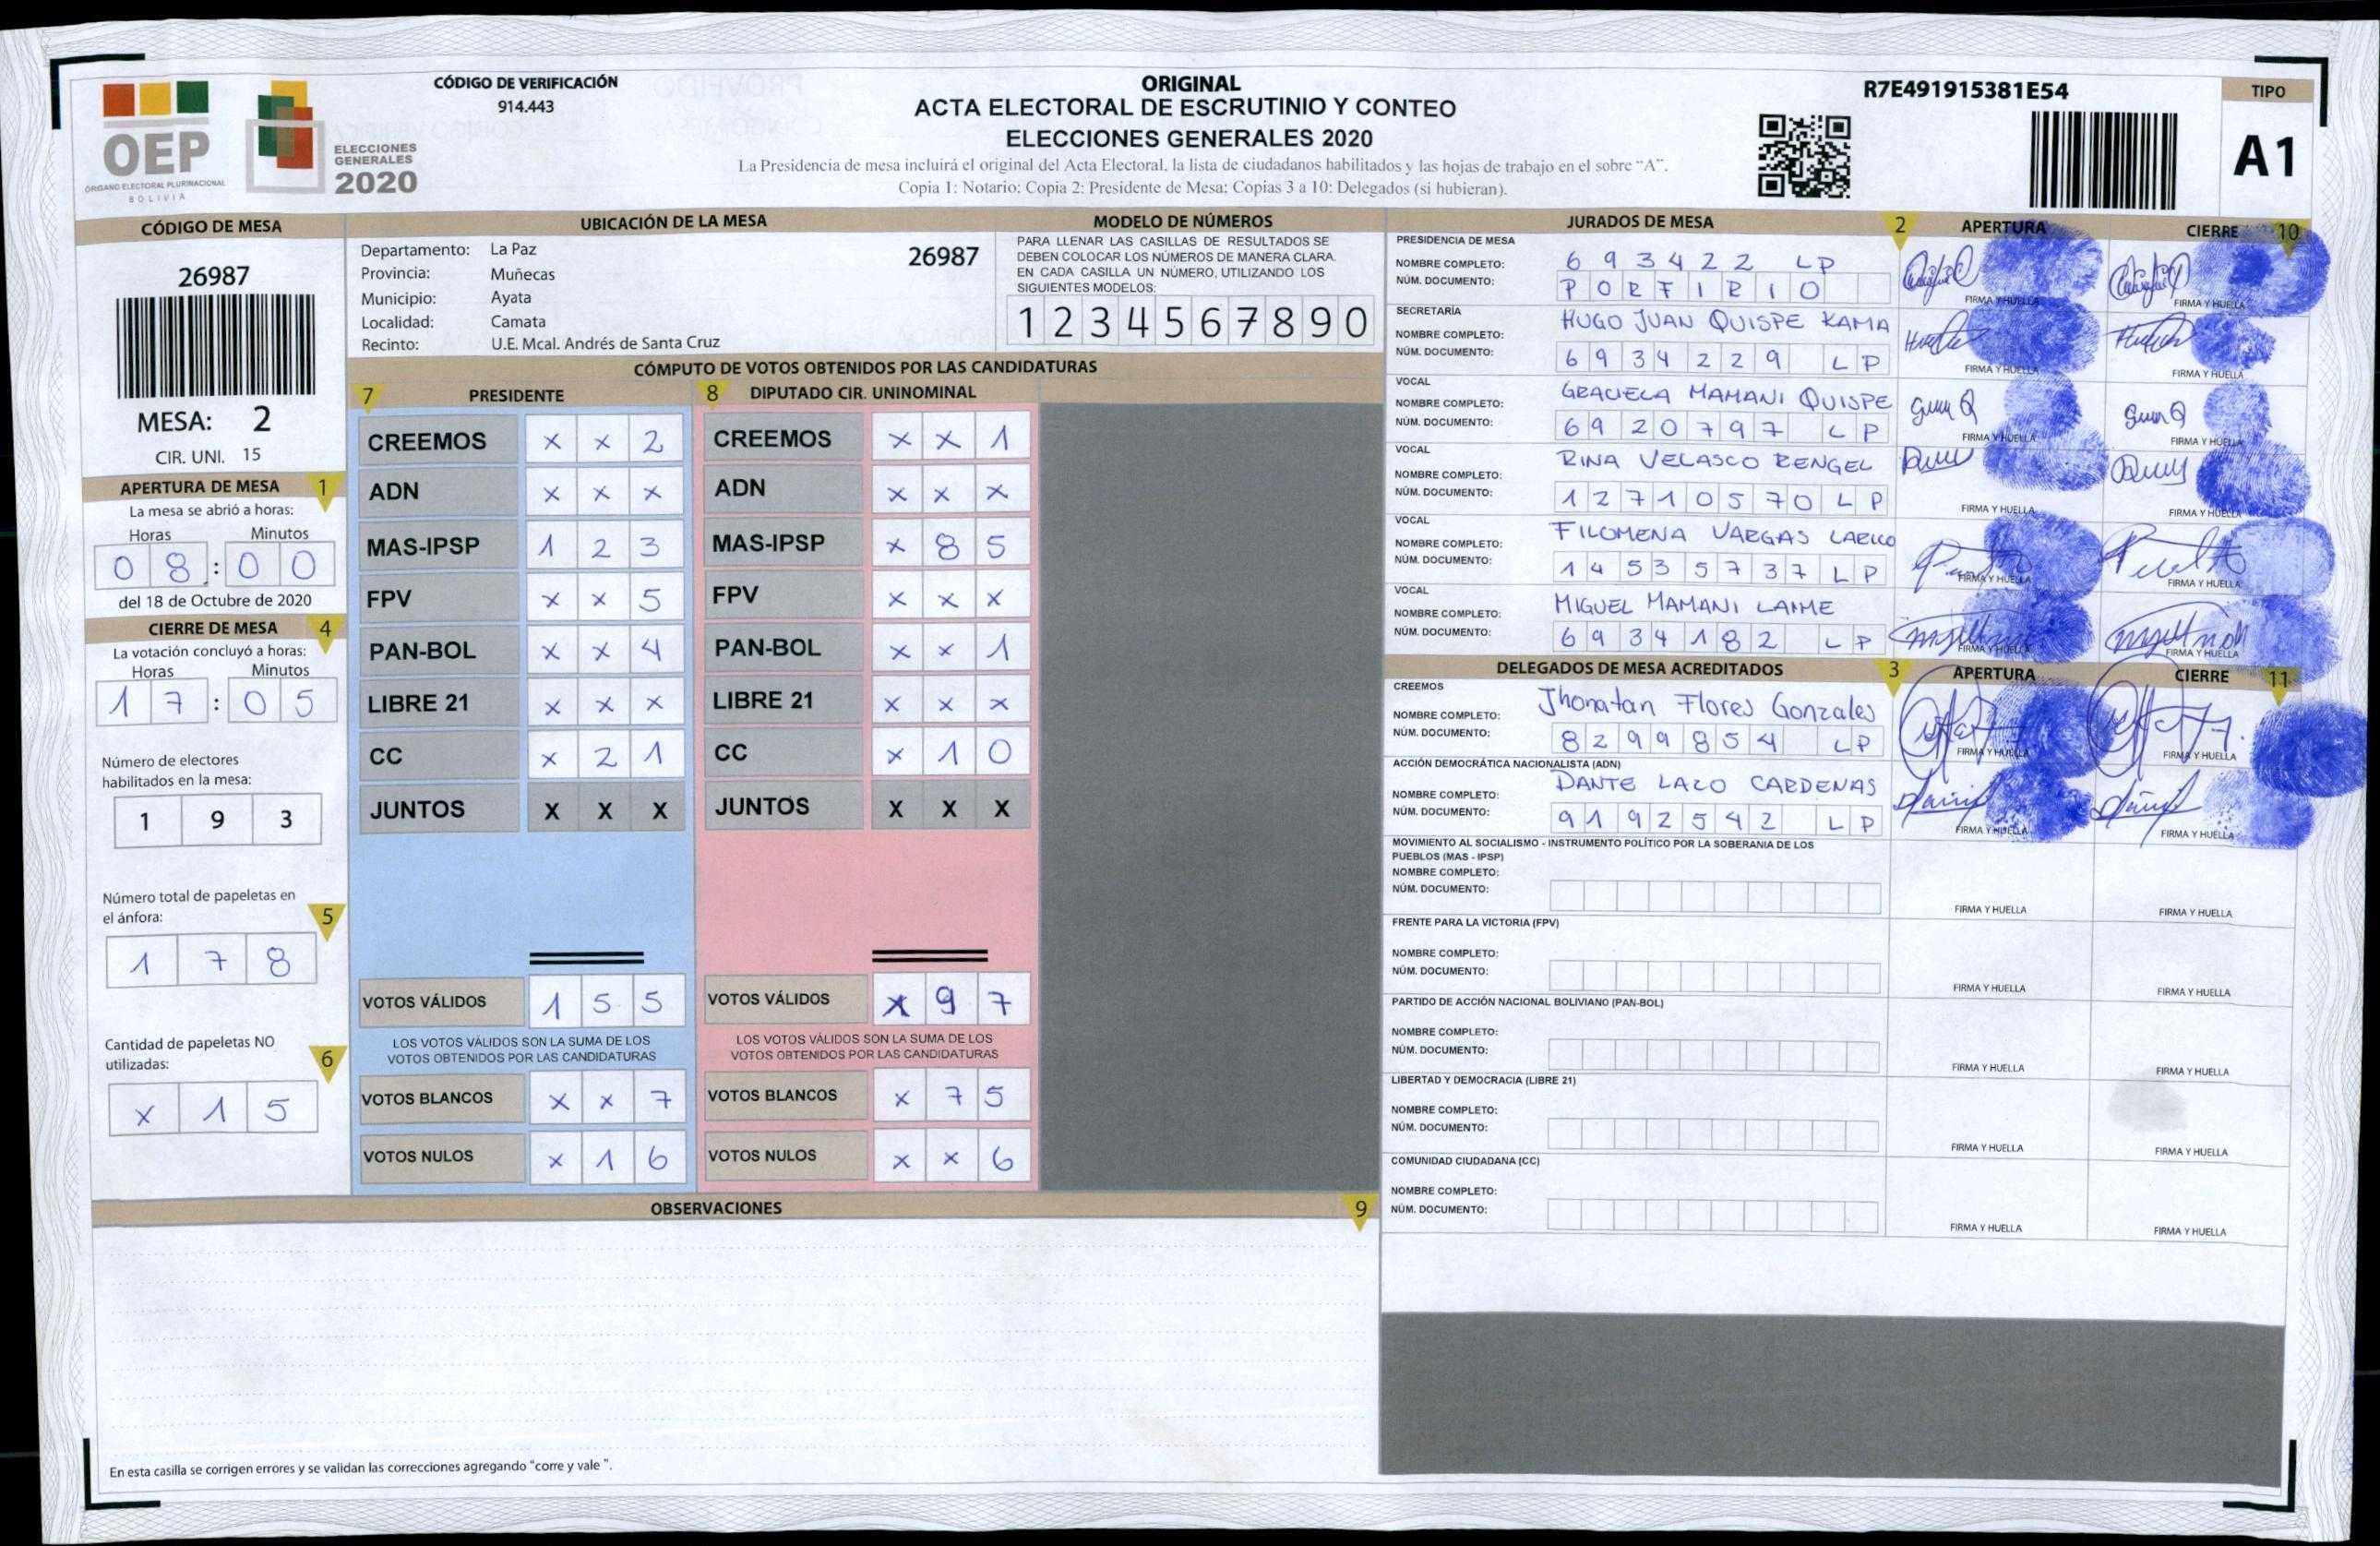 OEP
ÓRGANO ELECTORAL PLURINACIONAL
BOLIVIA
ELECCIONES
GENERALES
2020
CÓDIGO DE VERIFICACIÓN
914.443
ORIGINAL
ACTA ELECTORAL DE ESCRUTINIO Y CONTEO
ELECCIONES GENERALES 2020
La Presidencia de mesa incluirá el original del Acta Electoral, la lista de ciudadanos habilitados y las hojas de trabajo en el sobre "A".
Copia 1: Notario; Copia 2: Presidente de Mesa; Copias 3 a 10: Delegados (si hubieran).
R7E491915381E54
TIPO
A1
CÓDIGO DE MESA
26987
MESA: 2
CIR. UNI. 15
APERTURA DE MESA 1
La mesa se abrió a horas:
Horas Minutos
0 8 : 0 0
del 18 de Octubre de 2020
CIERRE DE MESA 4
La votación concluyó a horas:
Horas Minutos
1 7 : 0 5
Número de electores
habilitados en la mesa:
1 9 3
Número total de papeletas en
el ánfora: 5
1 7 8
Cantidad de papeletas NO
utilizadas: 6
x 1 5
UBICACIÓN DE LA MESA
Departamento: La Paz 26987
Provincia: Muñecas
Municipio: Ayata
Localidad: Camata
Recinto: U.E. Mcal. Andrés de Santa Cruz
MODELO DE NÚMEROS
PARA LLENAR LAS CASILLAS DE RESULTADOS SE
DEBEN COLOCAR LOS NÚMEROS DE MANERA CLARA.
EN CADA CASILLA UN NÚMERO, UTILIZANDO LOS
SIGUIENTES MODELOS:
1 2 3 4 5 6 7 8 9 0
CÓMPUTO DE VOTOS OBTENIDOS POR LAS CANDIDATURAS
7 PRESIDENTE
CREEMOS x x 2
ADN x x x
MAS-IPSP 1 2 3
FPV x x 5
PAN-BOL x x 4
LIBRE 21 x x x
CC x 2 1
JUNTOS X X X
VOTOS VÁLIDOS 1 5 5
LOS VOTOS VÁLIDOS SON LA SUMA DE LOS
VOTOS OBTENIDOS POR LAS CANDIDATURAS
VOTOS BLANCOS x x 7
VOTOS NULOS x 1 6
8 DIPUTADO CIR. UNINOMINAL
CREEMOS x x 1
ADN x x x
MAS-IPSP x 8 5
FPV x x x
PAN-BOL x x 1
LIBRE 21 x x x
CC x 1 0
JUNTOS X X X
VOTOS VÁLIDOS x 9 7
LOS VOTOS VÁLIDOS SON LA SUMA DE LOS
VOTOS OBTENIDOS POR LAS CANDIDATURAS
VOTOS BLANCOS x 7 5
VOTOS NULOS x x 6
OBSERVACIONES 9
En esta casilla se corrigen errores y se validan las correcciones agregando "corre y vale".
JURADOS DE MESA 2 APERTURA CIERRE 10
PRESIDENCIA DE MESA
NOMBRE COMPLETO: 6 9 3 4 2 2 LP
NÚM. DOCUMENTO: P O R F I R I O
FIRMA Y HUELLA FIRMA Y HUELLA
SECRETARÍA
NOMBRE COMPLETO: HUGO JUAN QUISPE KAMA
NÚM. DOCUMENTO: 6 9 3 4 2 2 9 L P
FIRMA Y HUELLA FIRMA Y HUELLA
VOCAL
NOMBRE COMPLETO: GRACIELA MAMANI QUISPE
NÚM. DOCUMENTO: 6 9 2 0 7 9 7 L P
FIRMA Y HUELLA FIRMA Y HUELLA
VOCAL
NOMBRE COMPLETO: RINA VELASCO RENGEL
NÚM. DOCUMENTO: 1 2 7 1 0 5 7 0 L P
FIRMA Y HUELLA FIRMA Y HUELLA
VOCAL
NOMBRE COMPLETO: FILOMENA VARGAS LARICO
NÚM. DOCUMENTO: 1 4 5 3 5 7 3 7 L P
FIRMA Y HUELLA FIRMA Y HUELLA
VOCAL
NOMBRE COMPLETO: MIGUEL MAMANI LAIME
NÚM. DOCUMENTO: 6 9 3 4 1 8 2 L P
FIRMA Y HUELLA FIRMA Y HUELLA
DELEGADOS DE MESA ACREDITADOS 3 APERTURA CIERRE 11
CREEMOS
NOMBRE COMPLETO: Jhonatan Flores Gonzales
NÚM. DOCUMENTO: 8 2 9 9 8 5 4 L P
FIRMA Y HUELLA FIRMA Y HUELLA
ACCIÓN DEMOCRÁTICA NACIONALISTA (ADN)
NOMBRE COMPLETO: DANTE LAZO CARDENAS
NÚM. DOCUMENTO: 9 1 9 2 5 4 2 L P
FIRMA Y HUELLA FIRMA Y HUELLA
MOVIMIENTO AL SOCIALISMO - INSTRUMENTO POLÍTICO POR LA SOBERANIA DE LOS
PUEBLOS (MAS - IPSP)
NOMBRE COMPLETO:
NÚM. DOCUMENTO:
FIRMA Y HUELLA FIRMA Y HUELLA
FRENTE PARA LA VICTORIA (FPV)
NOMBRE COMPLETO:
NÚM. DOCUMENTO:
FIRMA Y HUELLA FIRMA Y HUELLA
PARTIDO DE ACCIÓN NACIONAL BOLIVIANO (PAN-BOL)
NOMBRE COMPLETO:
NÚM. DOCUMENTO:
FIRMA Y HUELLA FIRMA Y HUELLA
LIBERTAD Y DEMOCRACIA (LIBRE 21)
NOMBRE COMPLETO:
NÚM. DOCUMENTO:
FIRMA Y HUELLA FIRMA Y HUELLA
COMUNIDAD CIUDADANA (CC)
NOMBRE COMPLETO:
NÚM. DOCUMENTO:
FIRMA Y HUELLA FIRMA Y HUELLA